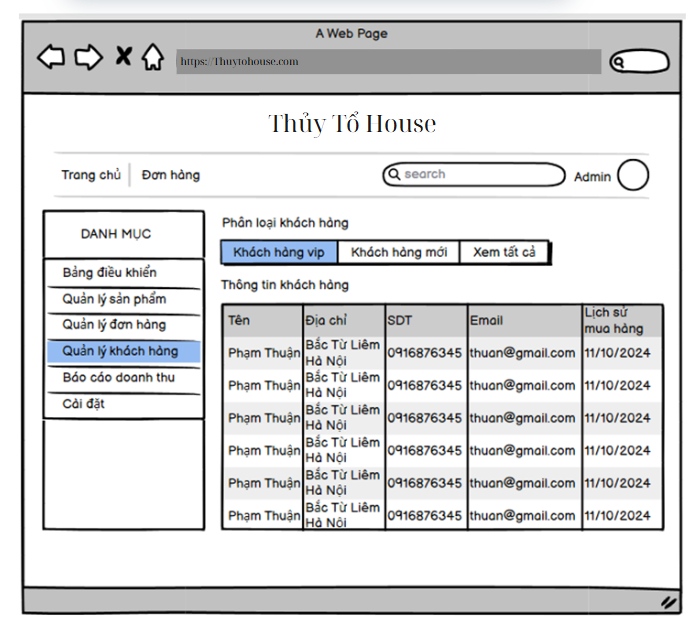 A Web Page
https://Thuytohouse.com
Thủy Tổ House
Trang chủ Đơn hàng search Admin
DANH MỤC
Bảng điều khiển
Quản lý sản phẩm
Quản lý đơn hàng
Quản lý khách hàng
Báo cáo doanh thu
Cài đặt
Phân loại khách hàng
Khách hàng vip Khách hàng mới Xem tất cả
Thông tin khách hàng
Tên Địa chỉ SDT Email Lịch sử
mua hàng
Phạm Thuận Bắc Từ Liêm 0916876345 thuan@gmail.com 11/10/2024
Hà Nội
Phạm Thuận Bắc Từ Liêm 0916876345 thuan@gmail.com 11/10/2024
Hà Nội
Phạm Thuận Bắc Từ Liêm 0916876345 thuan@gmail.com 11/10/2024
Hà Nội
Phạm Thuận Bắc Từ Liêm 0916876345 thuan@gmail.com 11/10/2024
Hà Nội
Phạm Thuận Bắc Từ Liêm 0916876345 thuan@gmail.com 11/10/2024
Hà Nội
Phạm Thuận Bắc Từ Liêm 0916876345 thuan@gmail.com 11/10/2024
Hà Nội